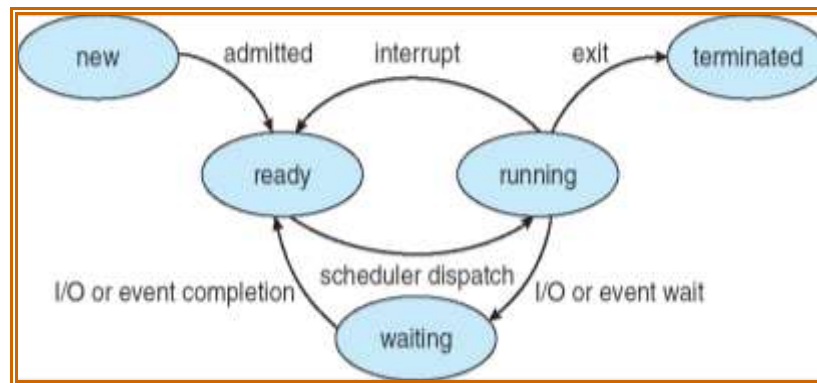 new
admitted
interrupt
exit
terminated
ready
running
scheduler dispatch
I/O or event completion
I/O or event wait
waiting